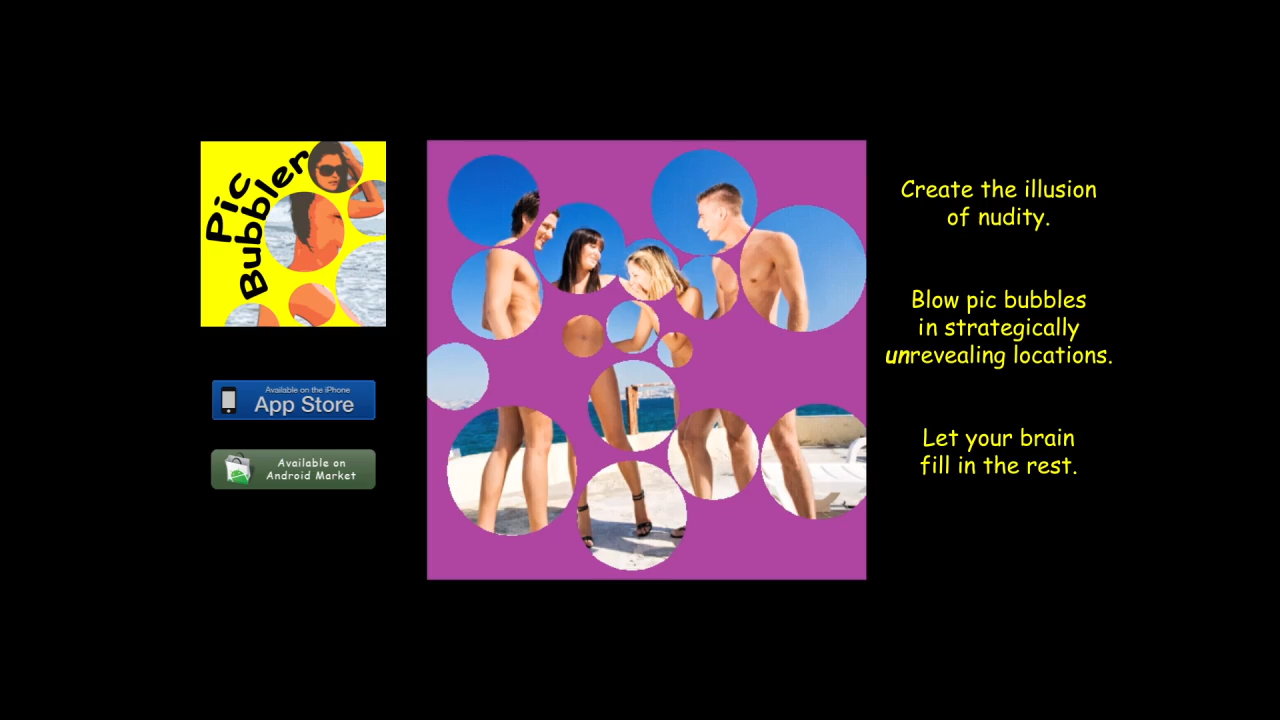 Pic
Bubbler
Available on the iPhone
App Store
Available on
Android Market
Create the illusion
of nudity.
Blow pic bubbles
in strategically
unrevealing locations.
Let your brain
fill in the rest.